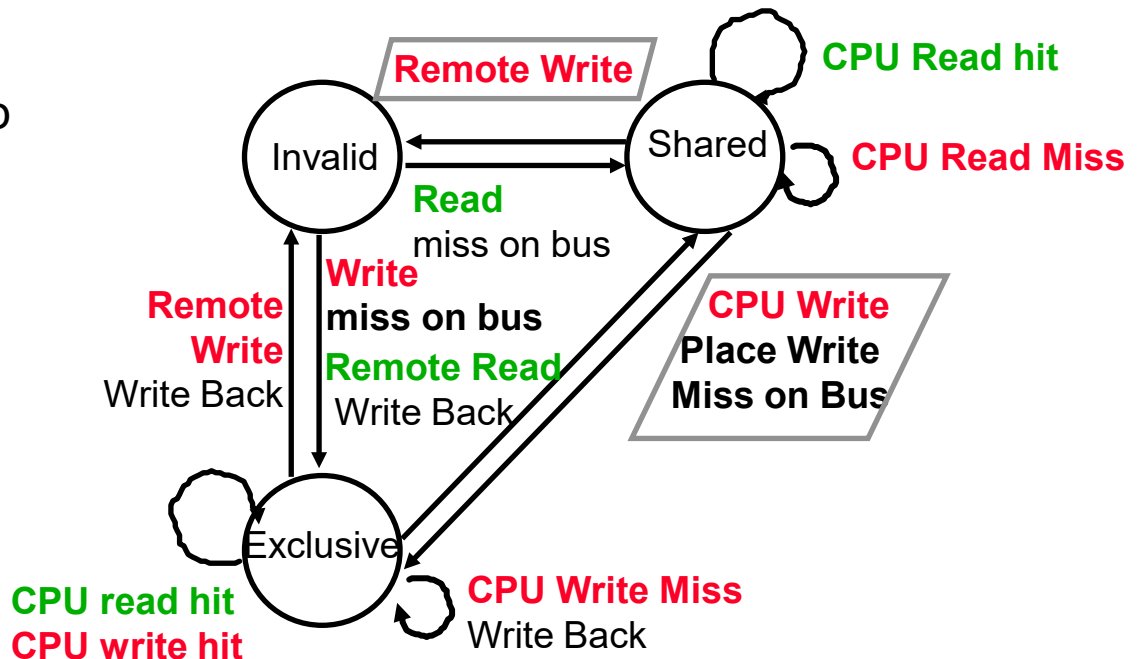 Remote Write
CPU Read hit
Invalid
Shared
CPU Read Miss
Read
miss on bus
Write
miss on bus
Remote
Write
Write Back
Remote Read
Write Back
CPU Write
Place Write
Miss on Bus
Exclusive
CPU read hit
CPU write hit
CPU Write Miss
Write Back